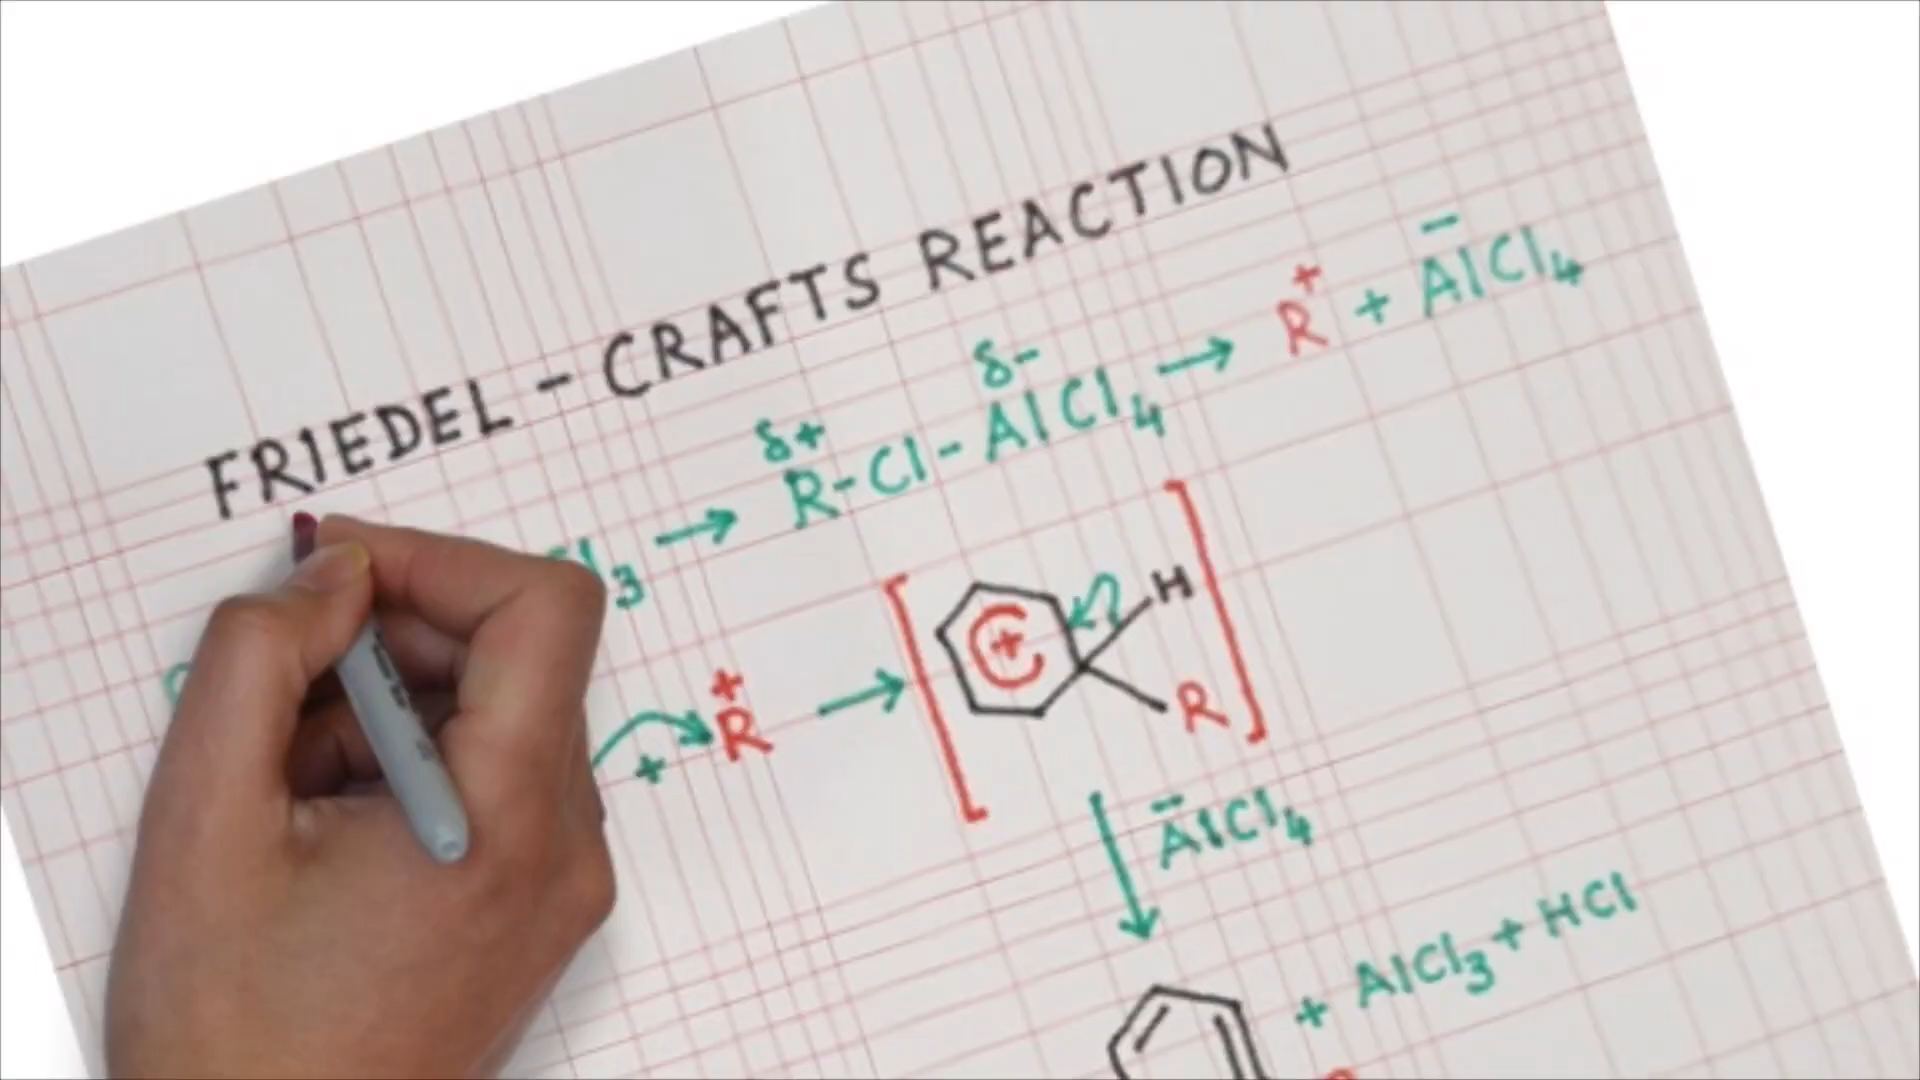 FRIEDEL - CRAFTS REACTION
Cl₃ → δ+ R-Cl-AlCl₄ δ- → R⁺ + ⁻AlCl₄
+ R⁺ → [ + H R ]
⁻AlCl₄
+ AlCl₃ + HCl